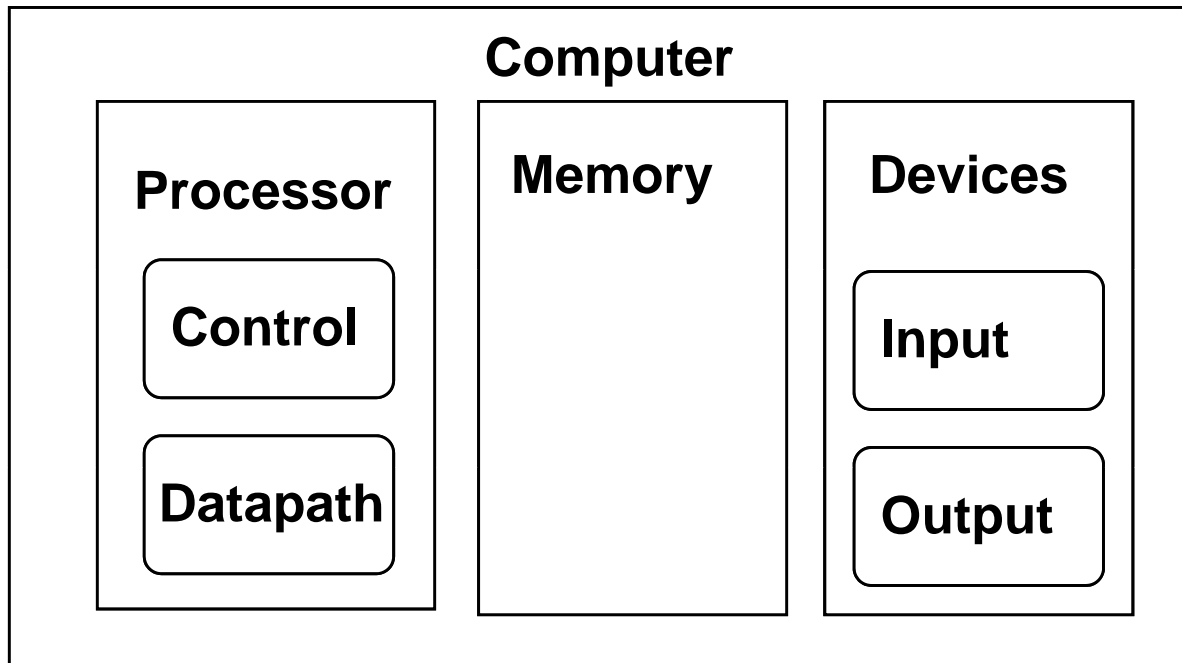 Computer
Processor
Control
Datapath
Memory
Devices
Input
Output